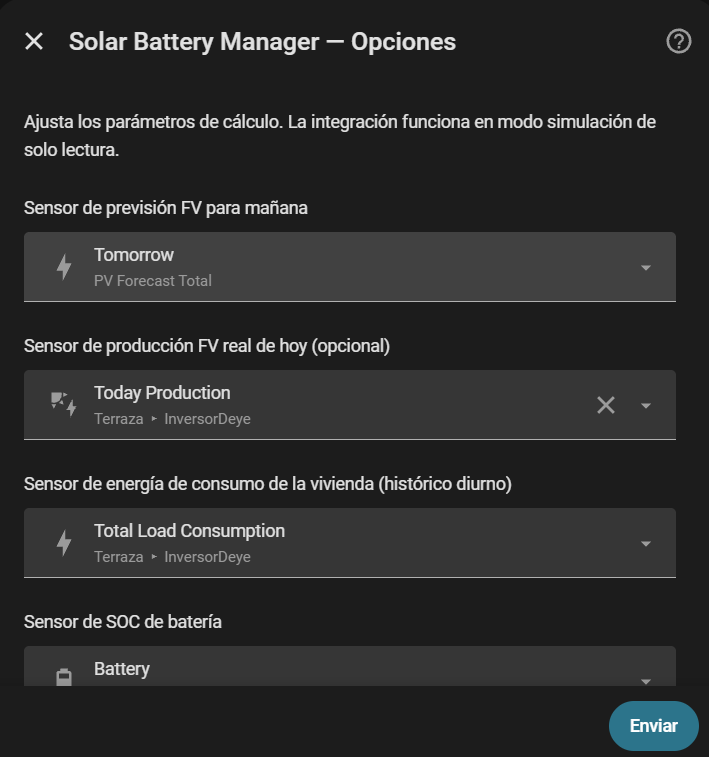 Solar Battery Manager — Opciones
Ajusta los parámetros de cálculo. La integración funciona en modo simulación de
solo lectura.
Sensor de previsión FV para mañana
Tomorrow
PV Forecast Total
Sensor de producción FV real de hoy (opcional)
Today Production
Terraza ▸ InversorDeye
Sensor de energía de consumo de la vivienda (histórico diurno)
Total Load Consumption
Terraza ▸ InversorDeye
Sensor de SOC de batería
Battery
Enviar